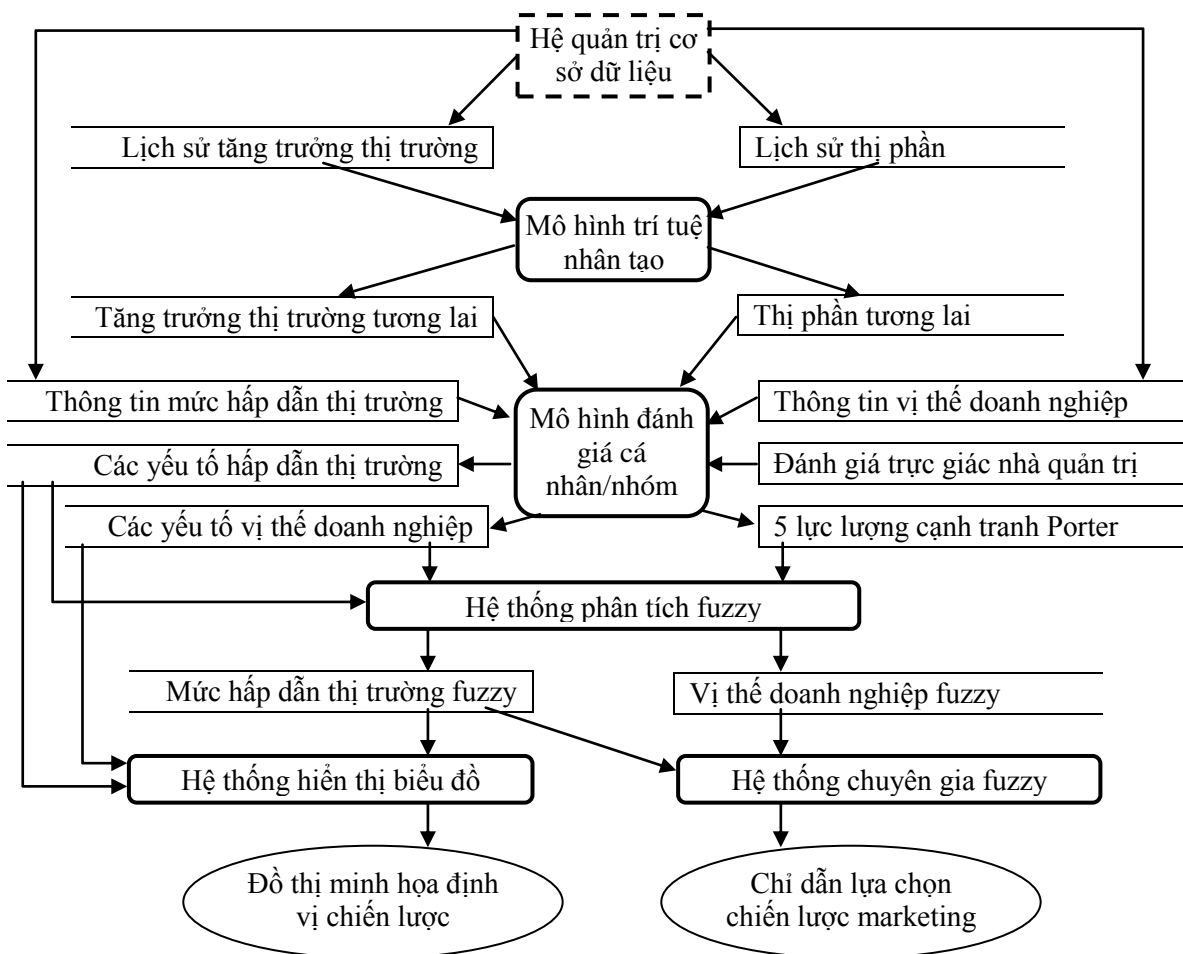 Hệ quản trị cơ
sở dữ liệu
Lịch sử tăng trưởng thị trường
Lịch sử thị phần
Mô hình trí tuệ
nhân tạo
Tăng trưởng thị trường tương lai
Thị phần tương lai
Thông tin mức hấp dẫn thị trường
Mô hình đánh
giá cá
nhân/nhóm
Thông tin vị thế doanh nghiệp
Các yếu tố hấp dẫn thị trường
Đánh giá trực giác nhà quản trị
Các yếu tố vị thế doanh nghiệp
5 lực lượng cạnh tranh Porter
Hệ thống phân tích fuzzy
Mức hấp dẫn thị trường fuzzy
Vị thế doanh nghiệp fuzzy
Hệ thống hiển thị biểu đồ
Hệ thống chuyên gia fuzzy
Đồ thị minh họa định
vị chiến lược
Chỉ dẫn lựa chọn
chiến lược marketing